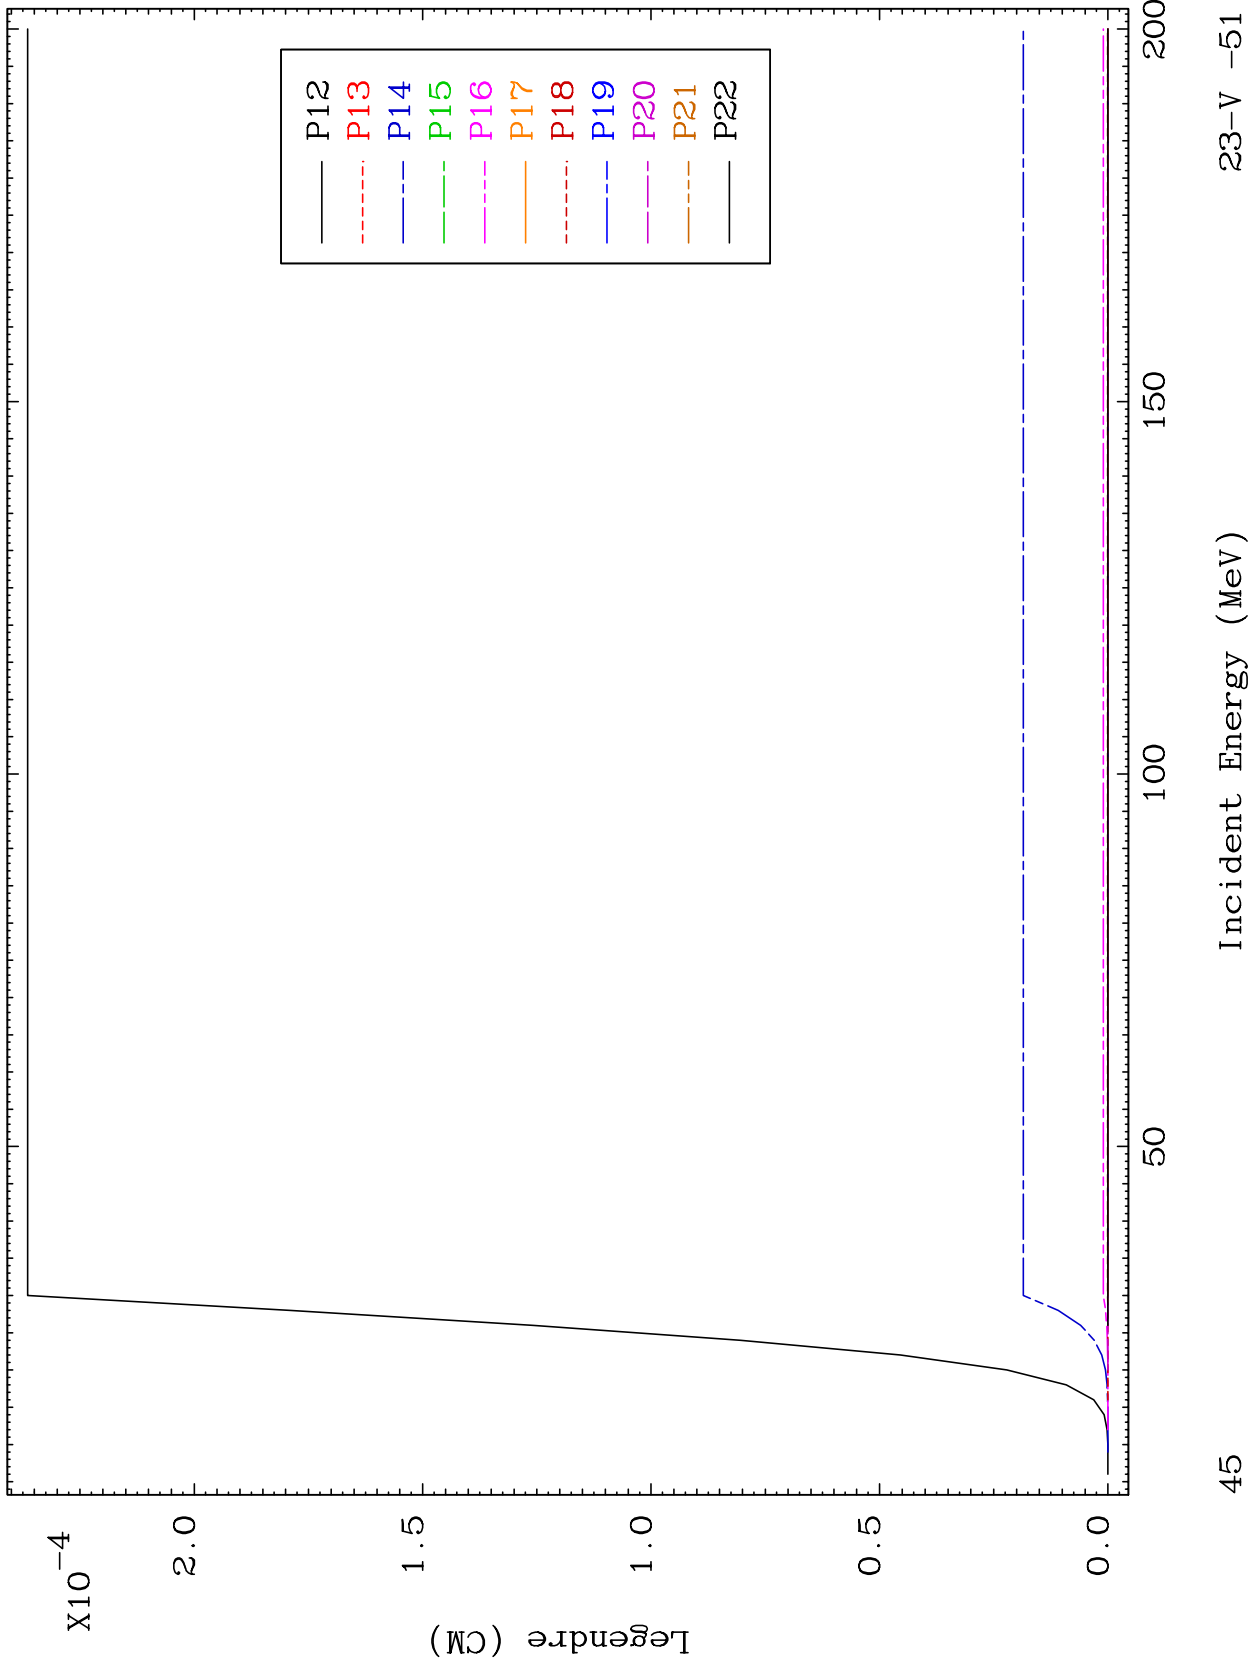 X10-4
2.0
1.5
1.0
0.5
0.0
Legendre (CM)
P12
P13
P14
P15
P16
P17
P18
P19
P20
P21
P22
50
100
150
200
Incident Energy (MeV)
45
23-V -51